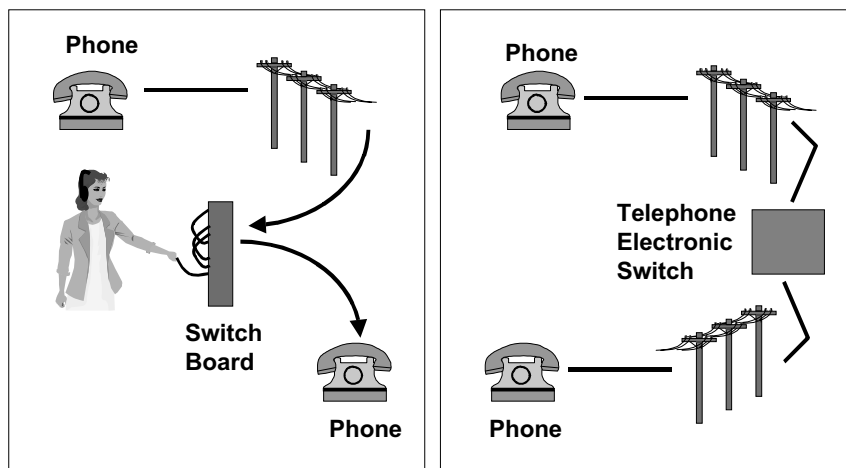 Phone
Switch
Board
Phone
Phone
Telephone
Electronic
Switch
Phone